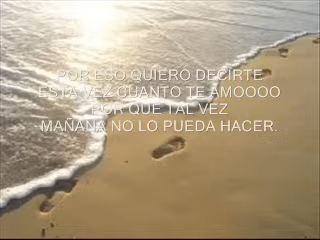 POR ESO QUIERO DECIRTE
ESTA VEZ CUANTO TE AMOOOO
POR QUE TAL VEZ
MAÑANA NO LO PUEDA HACER.